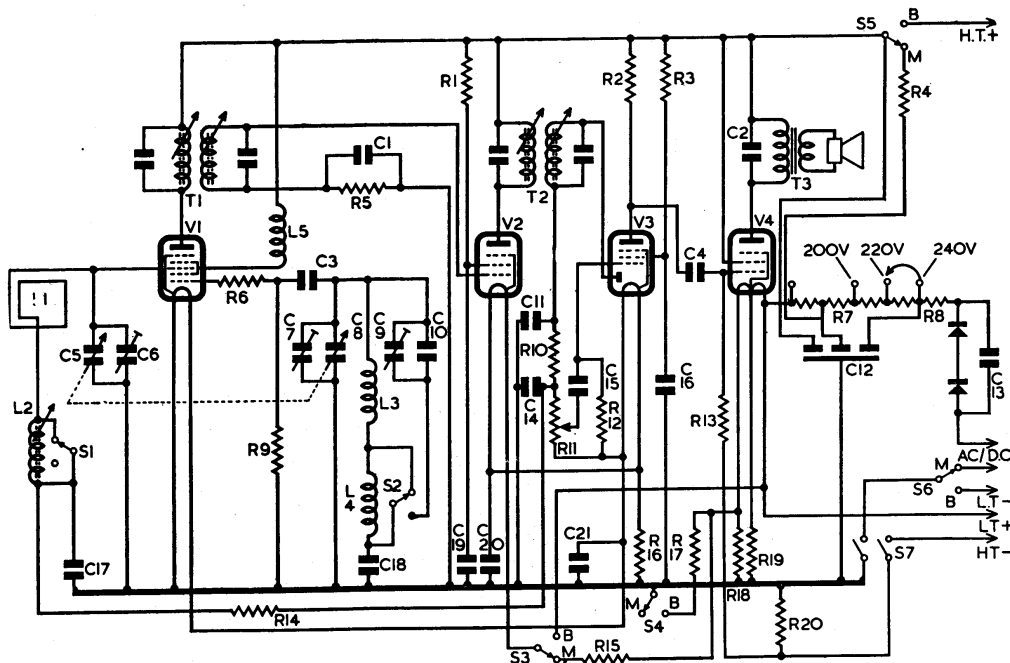 B
S5
H.T.+
M
R1
R2
R3
R4
C1
C2
T1
R5
T2
T3
V1
L5
V2
V3
V4
C4
200V
220V
240V
R6
C3
R7
R8
L1
C5
C6
C7
C8
C9
C10
C11
R10
C15
C16
C12
C13
L2
S1
L3
C14
R11
R12
R13
AC/D.C
R9
L4
S2
S6
M
B
L.T-
LT+
HT-
C17
C18
C19
C20
C21
R16
R17
R18
R19
S7
R14
M
B
S4
R20
B
S3
M
R15